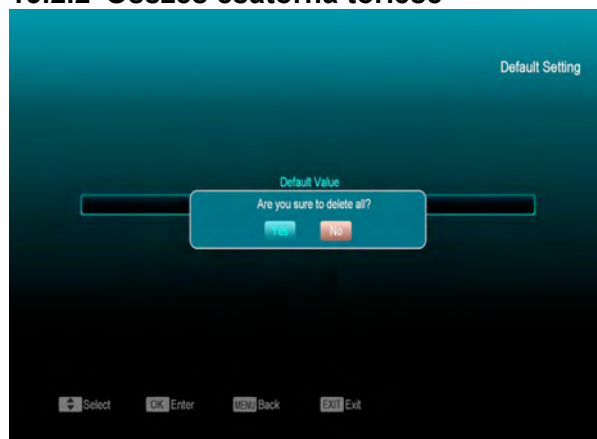 Default Setting
Default Value
Are you sure to delete all?
Yes No
Select OK Enter MENU Back EXIT Exit